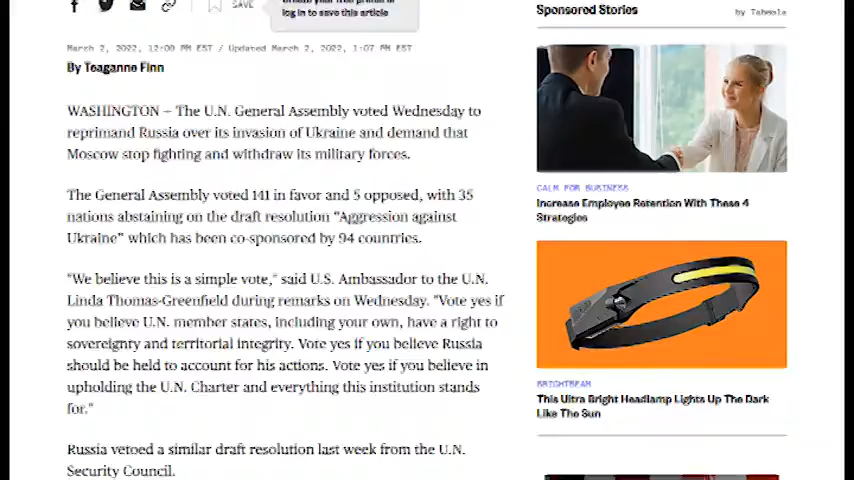 SAVE
log in to save this article
March 2, 2022, 12:00 PM EST / Updated March 2, 2022, 1:07 PM EST
By Teaganne Finn
WASHINGTON — The U.N. General Assembly voted Wednesday to
reprimand Russia over its invasion of Ukraine and demand that
Moscow stop fighting and withdraw its military forces.
The General Assembly voted 141 in favor and 5 opposed, with 35
nations abstaining on the draft resolution “Aggression against
Ukraine” which has been co-sponsored by 94 countries.
"We believe this is a simple vote," said U.S. Ambassador to the U.N.
Linda Thomas-Greenfield during remarks on Wednesday. "Vote yes if
you believe U.N. member states, including your own, have a right to
sovereignty and territorial integrity. Vote yes if you believe Russia
should be held to account for his actions. Vote yes if you believe in
upholding the U.N. Charter and everything this institution stands
for."
Russia vetoed a similar draft resolution last week from the U.N.
Security Council.
Sponsored Stories
by Taboola
CALM FOR BUSINESS
Increase Employee Retention With These 4
Strategies
BRIGHTBEAM
This Ultra Bright Headlamp Lights Up The Dark
Like The Sun